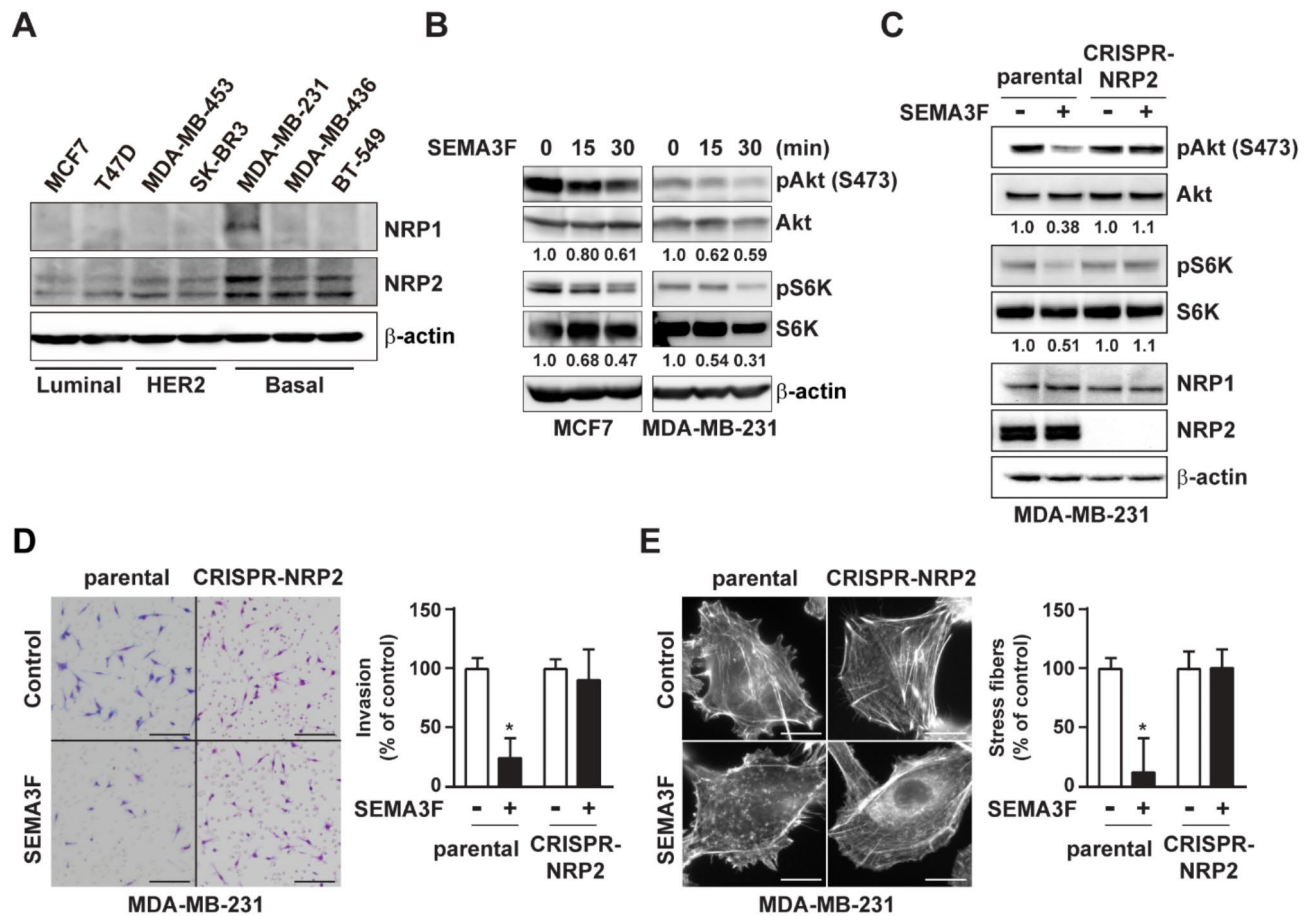 A
MCF7
T47D
MDA-MB-453
SK-BR3
MDA-MB-231
MDA-MB-436
BT-549
NRP1
NRP2
β-actin
Luminal HER2 Basal
B
SEMA3F 0 15 30 0 15 30 (min)
pAkt (S473)
Akt
1.0 0.80 0.61 1.0 0.62 0.59
pS6K
S6K
1.0 0.68 0.47 1.0 0.54 0.31
β-actin
MCF7 MDA-MB-231
C
parental CRISPR-
NRP2
SEMA3F - + - +
pAkt (S473)
Akt
1.0 0.38 1.0 1.1
pS6K
S6K
1.0 0.51 1.0 1.1
NRP1
NRP2
β-actin
MDA-MB-231
D
parental CRISPR-NRP2
Control
SEMA3F
MDA-MB-231
Invasion
(% of control)
150
100
50
0
*
SEMA3F - + - +
parental CRISPR-
NRP2
E
parental CRISPR-NRP2
Control
SEMA3F
MDA-MB-231
Stress fibers
(% of control)
150
100
50
0
*
SEMA3F - + - +
parental CRISPR-
NRP2